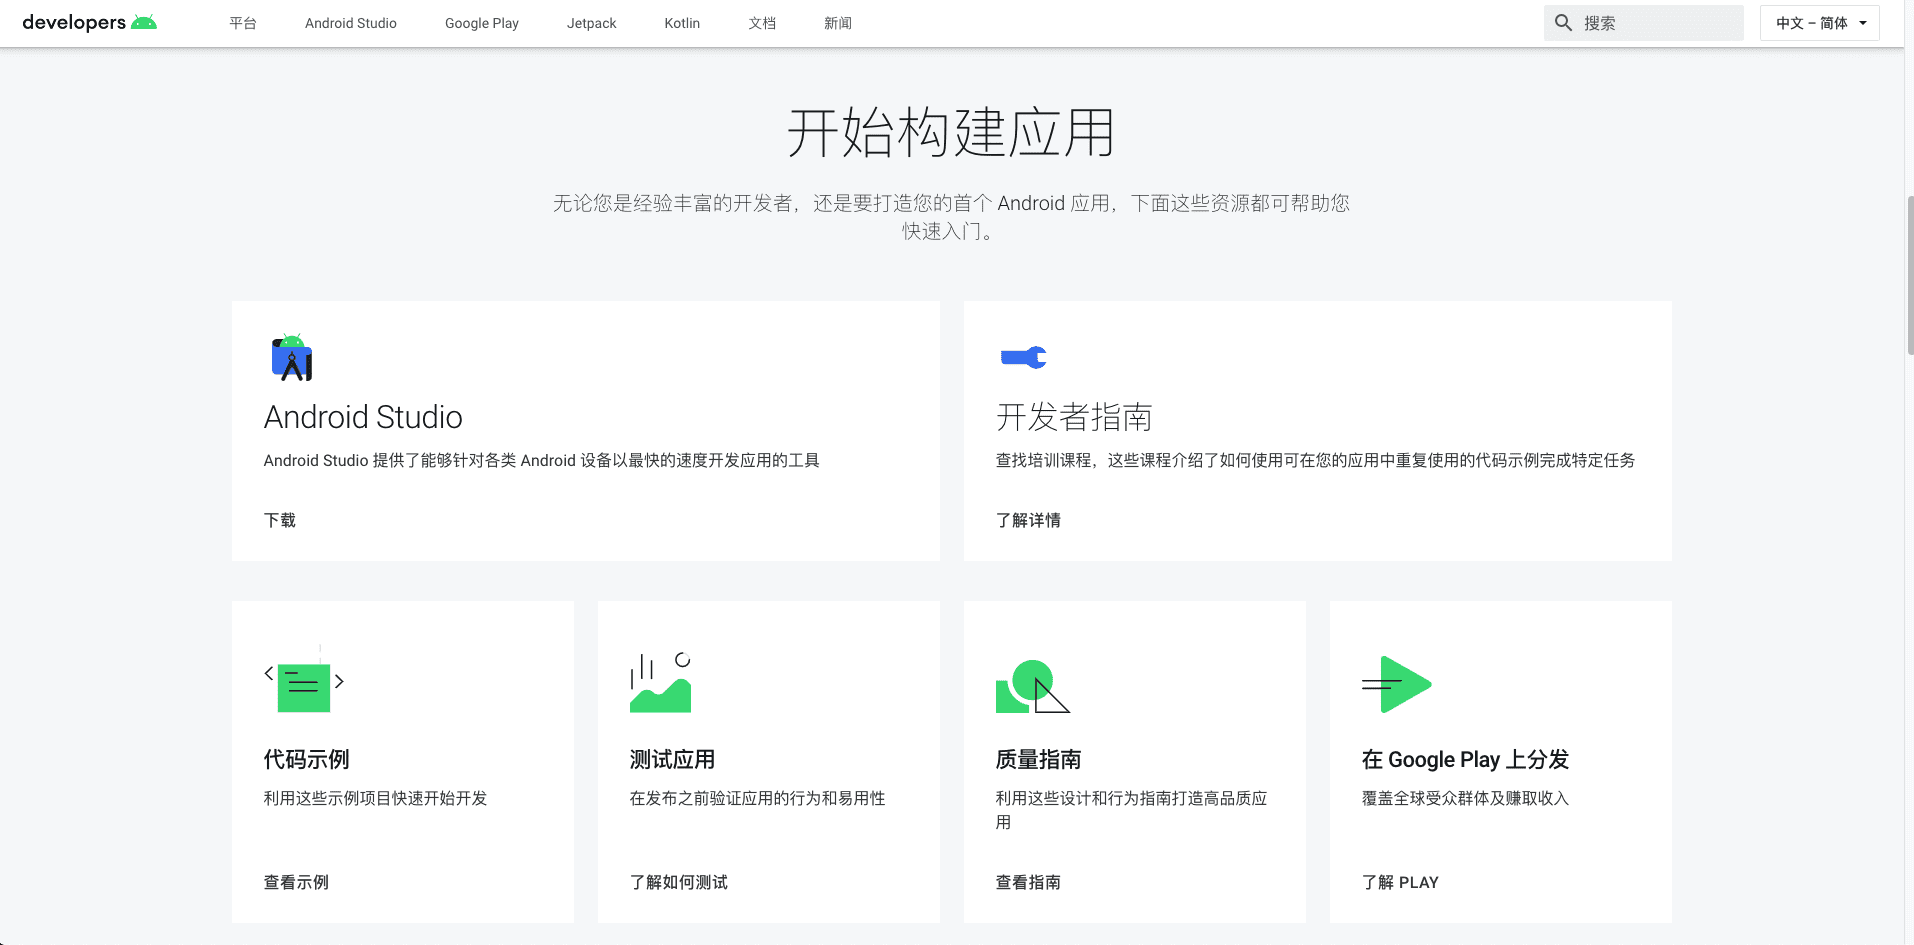 developers
平台
Android Studio
Google Play
Jetpack
Kotlin
文档
新闻
搜索
中文 – 简体
开始构建应用
无论您是经验丰富的开发者，还是要打造您的首个 Android 应用，下面这些资源都可帮助您
快速入门。
Android Studio
Android Studio 提供了能够针对各类 Android 设备以最快的速度开发应用的工具
下载
开发者指南
查找培训课程，这些课程介绍了如何使用可在您的应用中重复使用的代码示例完成特定任务
了解详情
代码示例
利用这些示例项目快速开始开发
查看示例
测试应用
在发布之前验证应用的行为和易用性
了解如何测试
质量指南
利用这些设计和行为指南打造高品质应
用
查看指南
在 Google Play 上分发
覆盖全球受众群体及赚取收入
了解 PLAY